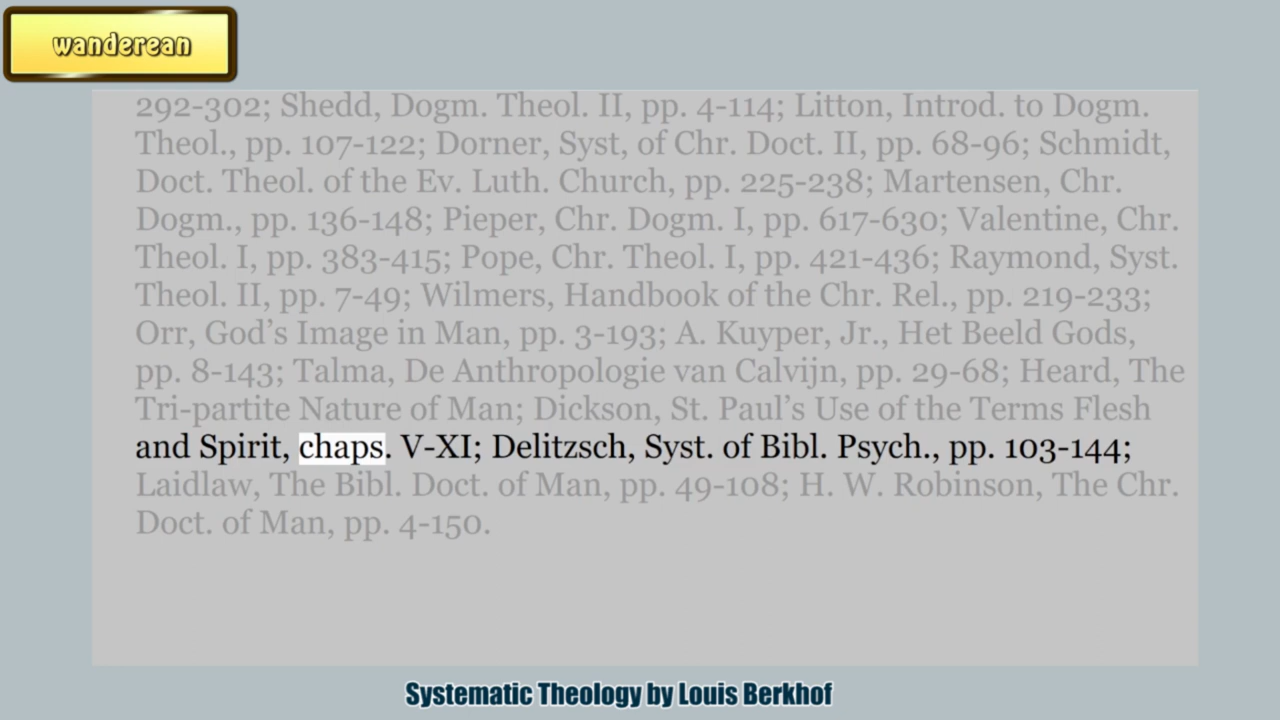 wanderean
292-302; Shedd, Dogm. Theol. II, pp. 4-114; Litton, Introd. to Dogm.
Theol., pp. 107-122; Dorner, Syst, of Chr. Doct. II, pp. 68-96; Schmidt,
Doct. Theol. of the Ev. Luth. Church, pp. 225-238; Martensen, Chr.
Dogm., pp. 136-148; Pieper, Chr. Dogm. I, pp. 617-630; Valentine, Chr.
Theol. I, pp. 383-415; Pope, Chr. Theol. I, pp. 421-436; Raymond, Syst.
Theol. II, pp. 7-49; Wilmers, Handbook of the Chr. Rel., pp. 219-233;
Orr, God’s Image in Man, pp. 3-193; A. Kuyper, Jr., Het Beeld Gods,
pp. 8-143; Talma, De Anthropologie van Calvijn, pp. 29-68; Heard, The
Tri-partite Nature of Man; Dickson, St. Paul’s Use of the Terms Flesh
and Spirit, chaps. V-XI; Delitzsch, Syst. of Bibl. Psych., pp. 103-144;
Laidlaw, The Bibl. Doct. of Man, pp. 49-108; H. W. Robinson, The Chr.
Doct. of Man, pp. 4-150.
Systematic Theology by Louis Berkhof